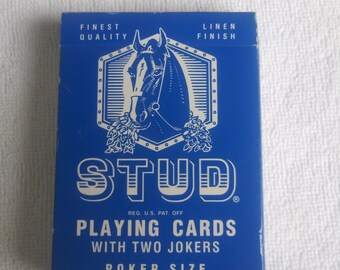 FINEST LINEN
QUALITY FINISH
STUD®
REG. U.S. PAT. OFF
PLAYING CARDS
WITH TWO JOKERS
POKER SIZE